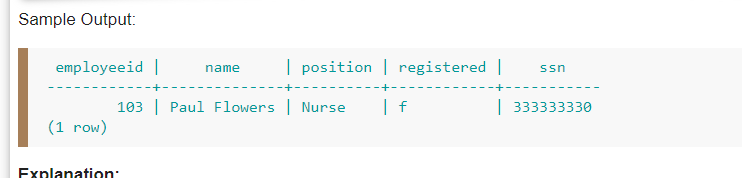 Sample Output:
employeeid |     name     | position | registered |    ssn
------------+--------------+----------+------------+-----------
        103 | Paul Flowers | Nurse    | f          | 333333330
(1 row)
Explanation: